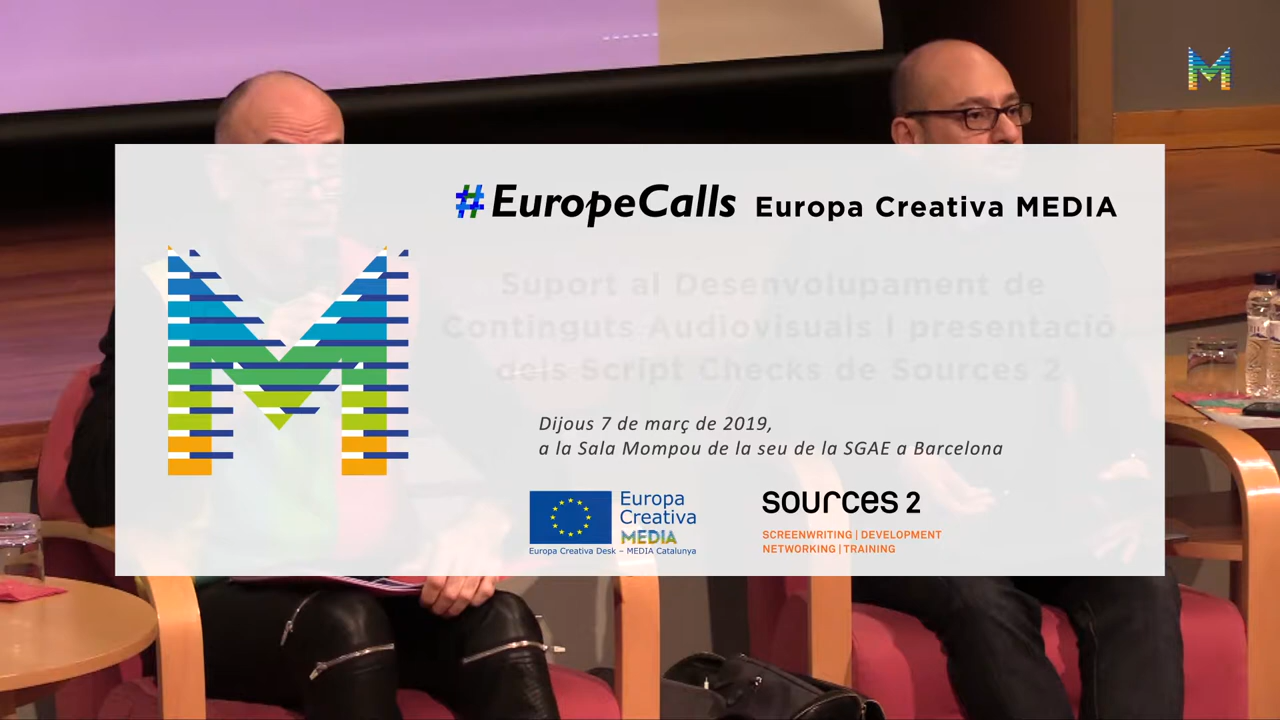 #EuropeCalls Europa Creativa MEDIA
Suport al Desenvolupament de
Continguts Audiovisuals i presentació
dels Script Checks de Sources 2
Dijous 7 de març de 2019,
a la Sala Mompou de la seu de la SGAE a Barcelona
Europa
Creativa
MEDIA
Europa Creativa Desk – MEDIA Catalunya
sources 2
SCREENWRITING | DEVELOPMENT
NETWORKING | TRAINING